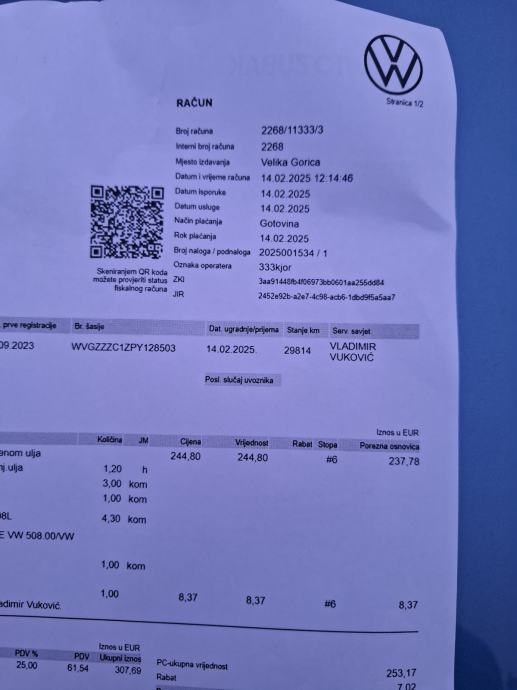 Stranica 1/2
RAČUN
Broj računa 2268/11333/3
Interni broj računa 2268
Mjesto izdavanja Velika Gorica
Datum i vrijeme računa 14.02.2025 12:14:46
Datum isporuke 14.02.2025
Datum usluge 14.02.2025
Način plaćanja Gotovina
Rok plaćanja 14.02.2025
Broj naloga / podnaloga 2025001534 / 1
Oznaka operatera 333kjor
Skeniranjem QR koda
možete provjeriti status
fiskalnog računa
ZKI 3aa91448fb4f06973bb0601aa255dd84
JIR 2452e92b-a2e7-4c98-acb6-1dbd9f5a5aa7
prve registracije Br. šasije Dat. ugradnje/prijema Stanje km Serv. savjet.
09.2023 WVGZZZC1ZPY128503 14.02.2025. 29814 VLADIMIR
VUKOVIĆ
Posl. slučaj uvoznika
Iznos u EUR
Količina JM Cijena Vrijednost Rabat Stopa Porezna osnovica
enom ulja 244,80 244,80 #6 237,78
nj.ulja 1,20 h
3,00 kom
1,00 kom
08L 4,30 kom
E VW 508.00/VW
1,00 kom
1,00 8,37 8,37 #6 8,37
adimir Vuković.
Iznos u EUR
PDV % PDV Ukupni iznos
25,00 61,54 307,69
PC-ukupna vrijednost 253,17
Rabat 7,02